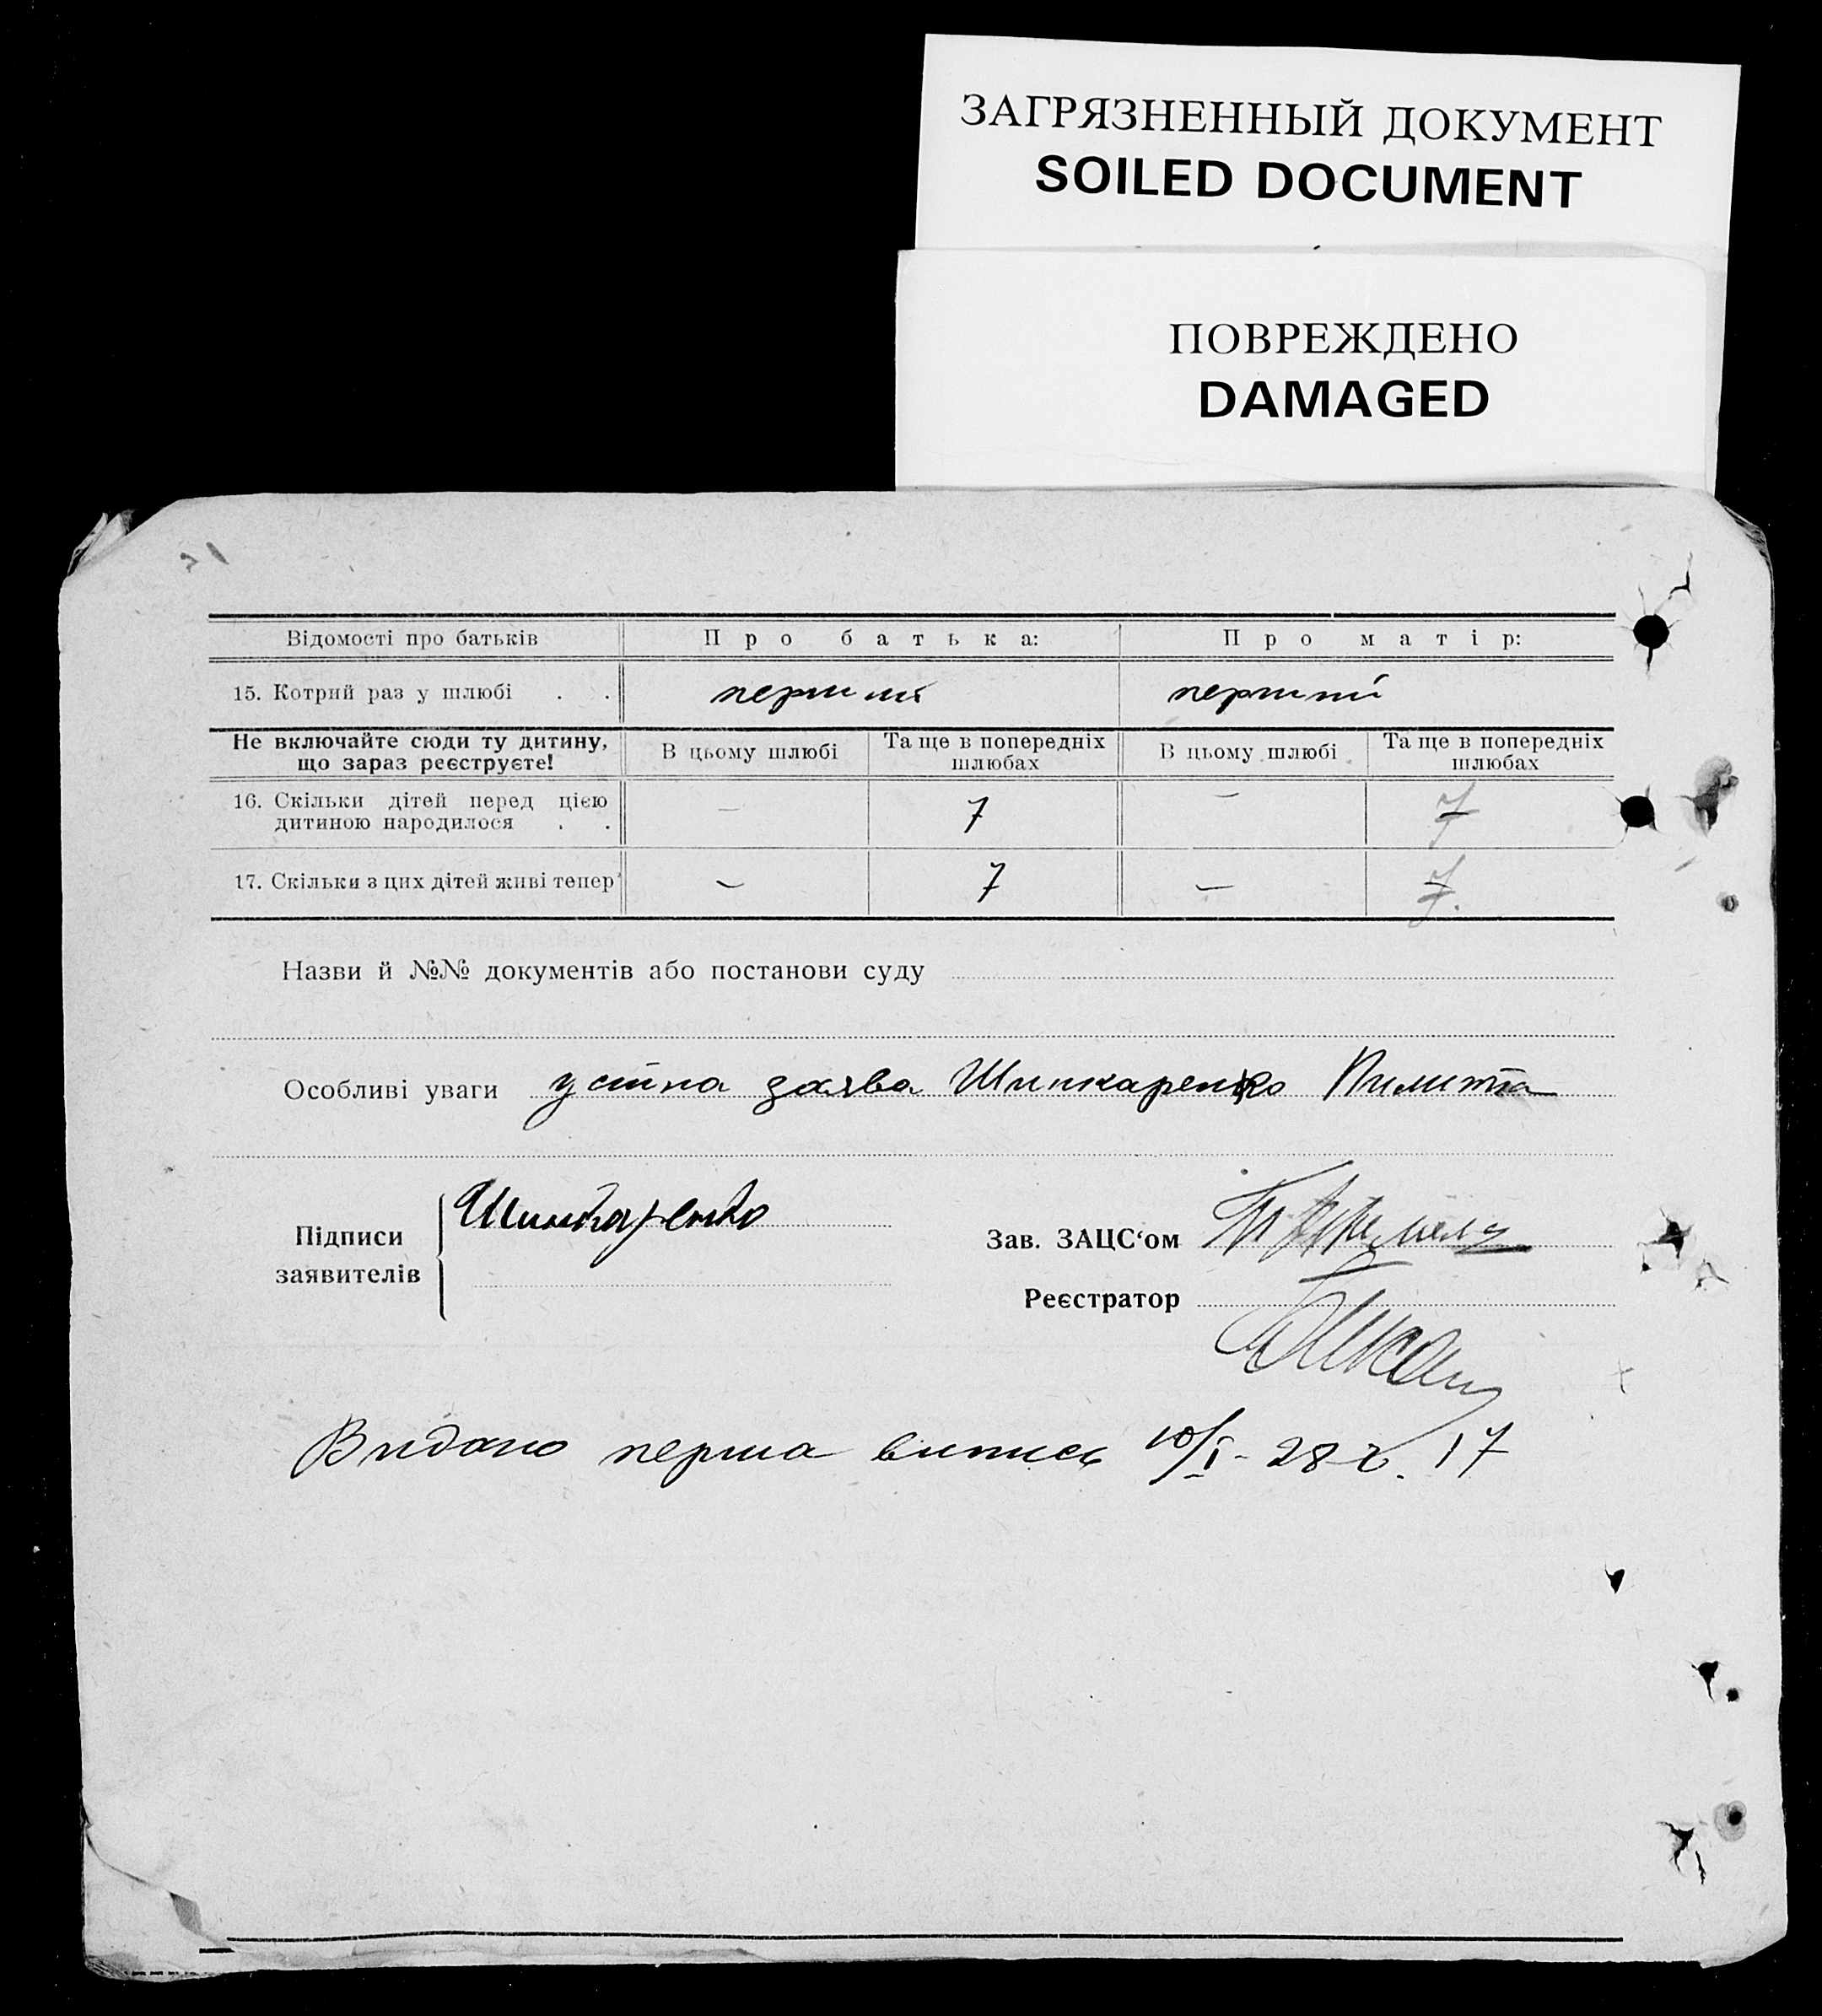 ЗАГРЯЗНЕННЫЙ ДОКУМЕНТ
SOILED DOCUMENT
ПОВРЕЖДЕНО
DAMAGED
Відомості про батьків Про батька: Про матір:
15. Котрий раз у шлюбі . . перший перший
Не включайте сюди ту дитину, що зараз реєструєте! В цьому шлюбі Та ще в попередніх шлюбах В цьому шлюбі Та ще в попередніх шлюбах
16. Скільки дітей перед цією
дитиною народилося . . — 7 — 7
17. Скільки з цих дітей живі тепер — 7 — 7.
Назви й №№ документів або постанови суду
Особливі уваги устна заява Шинкаренко
Підписи
заявителів
Шинкаренко
Зав. ЗАЦС‘ом
Реєстратор
Видано перша випись 10/I - 28 г. 17